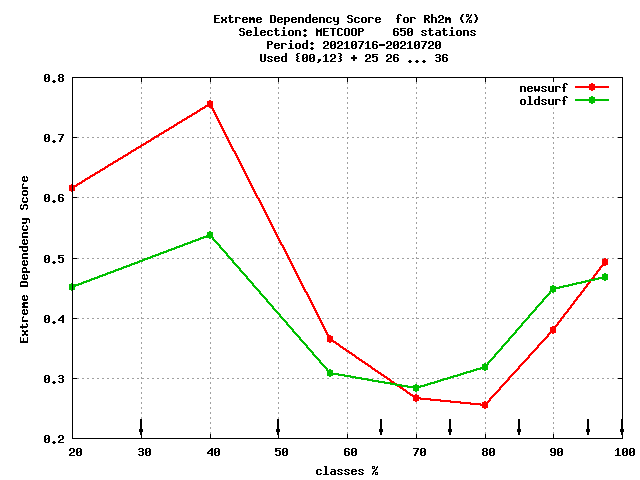 Extreme Dependency Score  for Rh2m (%)
Selection: METCOOP    650 stations
Period: 20210716-20210720
Used {00,12} + 25 26 ... 36
newsurf
oldsurf
0.8
0.7
0.6
0.5
0.4
0.3
0.2
Extreme Dependency Score
20 30 40 50 60 70 80 90 100
classes %